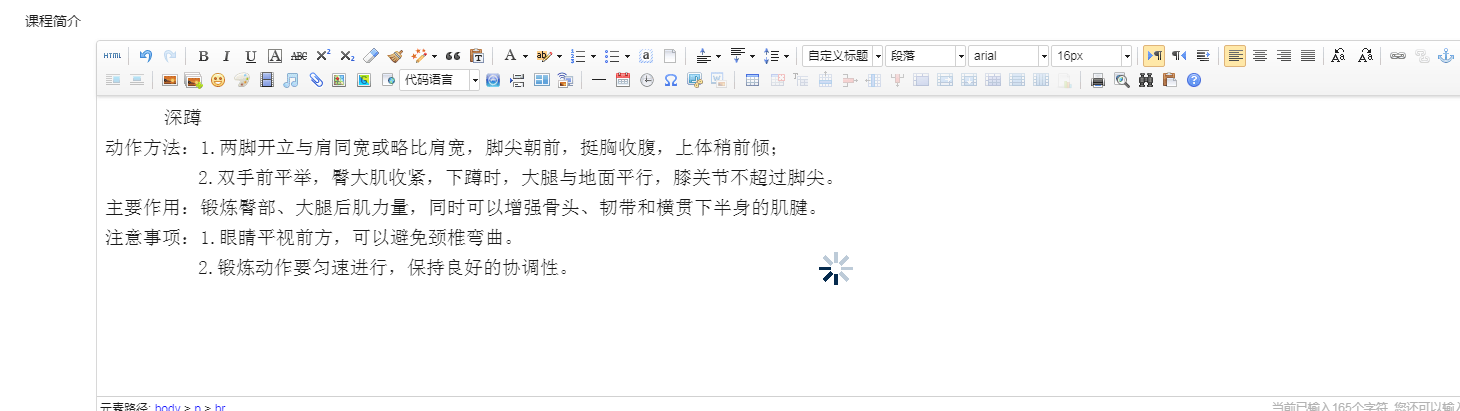 课程简介
HTML
B I U A ABC X² X₂
A ab
自定义标题 段落 arial 16px
代码语言
深蹲
动作方法：1.两脚开立与肩同宽或略比肩宽，脚尖朝前，挺胸收腹，上体稍前倾；
2.双手前平举，臀大肌收紧，下蹲时，大腿与地面平行，膝关节不超过脚尖。
主要作用：锻炼臀部、大腿后肌力量，同时可以增强骨头、韧带和横贯下半身的肌腱。
注意事项：1.眼睛平视前方，可以避免颈椎弯曲。
2.锻炼动作要匀速进行，保持良好的协调性。
元素路径: body > p > br
当前已输入165个字符, 您还可以输入